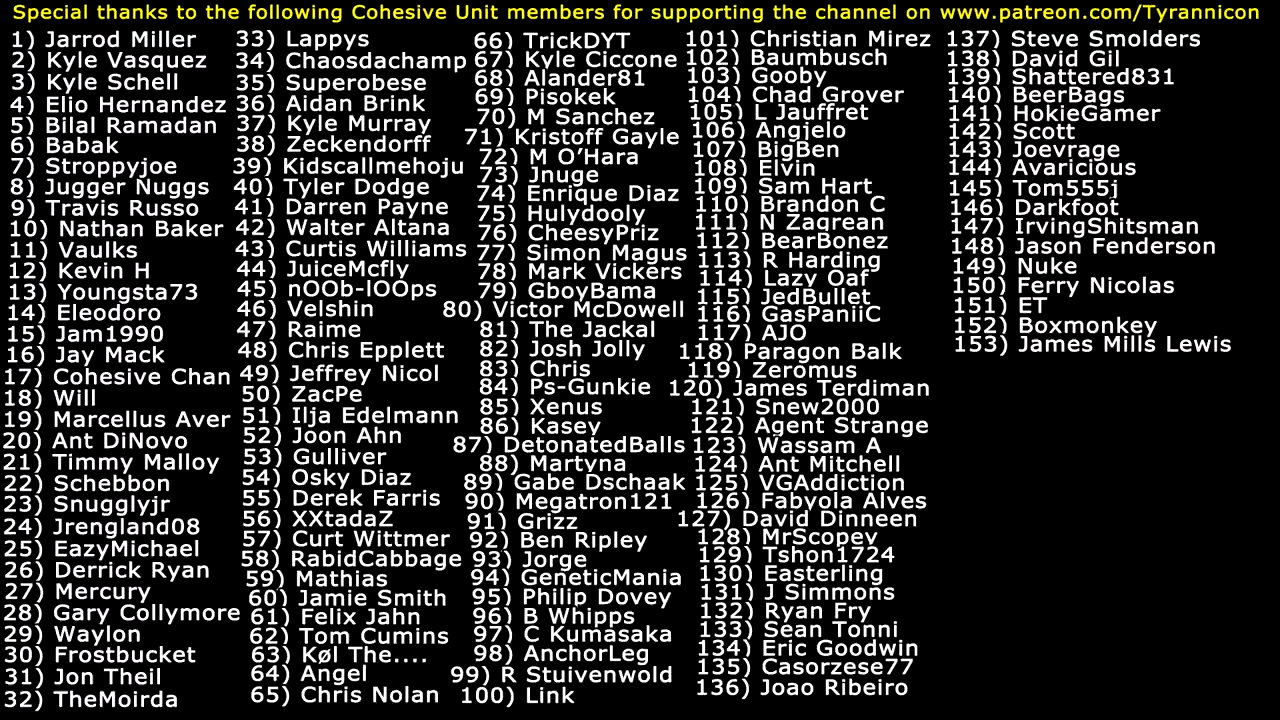 Special thanks to the following Cohesive Unit members for supporting the channel on www.patreon.com/Tyrannicon
1) Jarrod Miller
2) Kyle Vasquez
3) Kyle Schell
4) Elio Hernandez
5) Bilal Ramadan
6) Babak
7) Stroppyjoe
8) Jugger Nuggs
9) Travis Russo
10) Nathan Baker
11) Vaulks
12) Kevin H
13) Youngsta73
14) Eleodoro
15) Jam1990
16) Jay Mack
17) Cohesive Chan
18) Will
19) Marcellus Aver
20) Ant DiNovo
21) Timmy Malloy
22) Schebbon
23) Snugglyjr
24) Jrengland08
25) EazyMichael
26) Derrick Ryan
27) Mercury
28) Gary Collymore
29) Waylon
30) Frostbucket
31) Jon Theil
32) TheMoirda
33) Lappys
34) Chaosdachamp
35) Superobese
36) Aidan Brink
37) Kyle Murray
38) Zeckendorff
39) Kidscallmehoju
40) Tyler Dodge
41) Darren Payne
42) Walter Altana
43) Curtis Williams
44) JuiceMcfly
45) nOOb-lOOps
46) Velshin
47) Raime
48) Chris Epplett
49) Jeffrey Nicol
50) ZacPe
51) Ilja Edelmann
52) Joon Ahn
53) Gulliver
54) Osky Diaz
55) Derek Farris
56) XXtadaZ
57) Curt Wittmer
58) RabidCabbage
59) Mathias
60) Jamie Smith
61) Felix Jahn
62) Tom Cumins
63) Køl The....
64) Angel
65) Chris Nolan
66) TrickDYT
67) Kyle Ciccone
68) Alander81
69) Pisokek
70) M Sanchez
71) Kristoff Gayle
72) M O'Hara
73) Jnuge
74) Enrique Diaz
75) Hulydooly
76) CheesyPriz
77) Simon Magus
78) Mark Vickers
79) GboyBama
80) Victor McDowell
81) The Jackal
82) Josh Jolly
83) Chris
84) Ps-Gunkie
85) Xenus
86) Kasey
87) DetonatedBalls
88) Martyna
89) Gabe Dschaak
90) Megatron121
91) Grizz
92) Ben Ripley
93) Jorge
94) GeneticMania
95) Philip Dovey
96) B Whipps
97) C Kumasaka
98) AnchorLeg
99) R Stuivenwold
100) Link
101) Christian Mirez
102) Baumbusch
103) Gooby
104) Chad Grover
105) L Jauffret
106) Angjelo
107) BigBen
108) Elvin
109) Sam Hart
110) Brandon C
111) N Zagrean
112) BearBonez
113) R Harding
114) Lazy Oaf
115) JedBullet
116) GasPaniiC
117) AJO
118) Paragon Balk
119) Zeromus
120) James Terdiman
121) Snew2000
122) Agent Strange
123) Wassam A
124) Ant Mitchell
125) VGAddiction
126) Fabyola Alves
127) David Dinneen
128) MrScopey
129) Tshon1724
130) Easterling
131) J Simmons
132) Ryan Fry
133) Sean Tonni
134) Eric Goodwin
135) Casorzese77
136) Joao Ribeiro
137) Steve Smolders
138) David Gil
139) Shattered831
140) BeerBags
141) HokieGamer
142) Scott
143) Joevrage
144) Avaricious
145) Tom555j
146) Darkfoot
147) IrvingShitsman
148) Jason Fenderson
149) Nuke
150) Ferry Nicolas
151) ET
152) Boxmonkey
153) James Mills Lewis